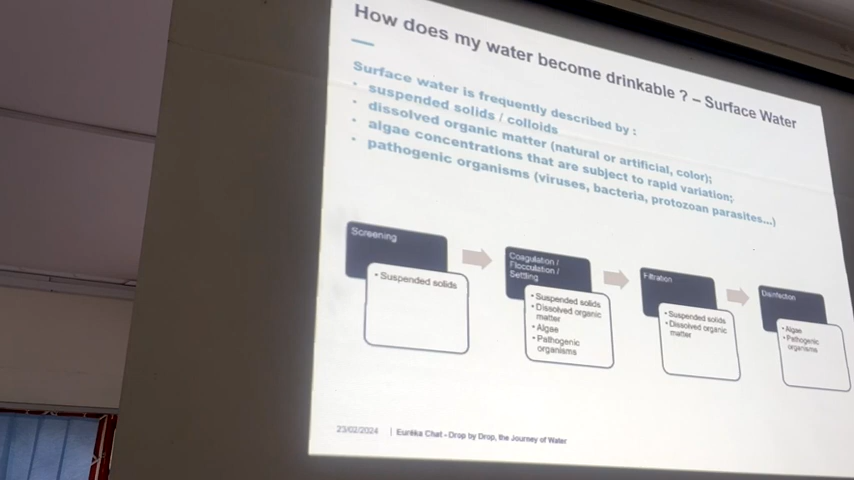 How does my water become drinkable ? – Surface Water
Surface water is frequently described by :
• suspended solids / colloids
• dissolved organic matter (natural or artificial, color);
• algae concentrations that are subject to rapid variation;
• pathogenic organisms (viruses, bacteria, protozoan parasites...)
Screening
• Suspended solids
Coagulation /
Flocculation /
Settling
• Suspended solids
• Dissolved organic
matter
• Algae
• Pathogenic
organisms
Filtration
• Suspended solids
• Dissolved organic
matter
Disinfection
• Algae
• Pathogenic
organisms
23/02/2024 | Eurêka Chat - Drop by Drop, the Journey of Water